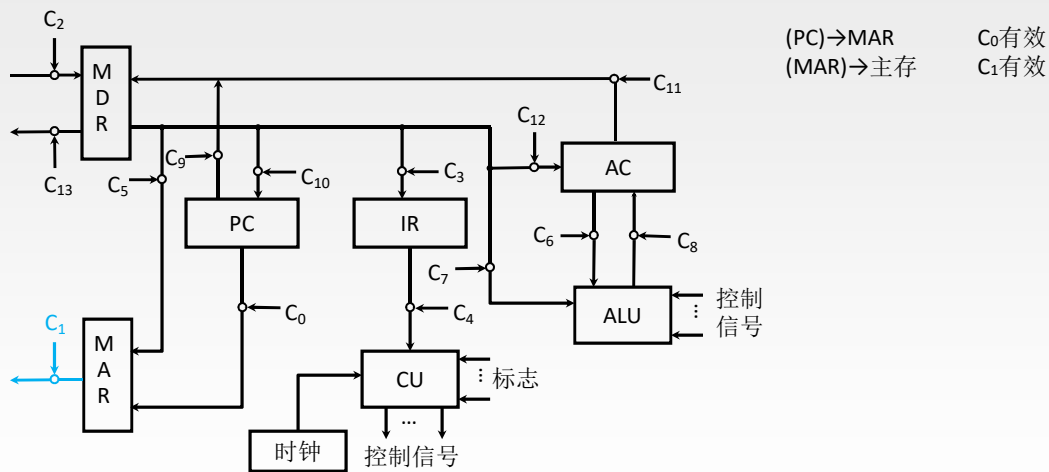 (PC)→MAR C₀有效
(MAR)→主存 C₁有效
C₂
MDR
C₁₁
C₁₂
C₁₃
C₅
C₉
C₁₀
C₃
AC
PC
IR
C₆
C₈
C₇
C₀
C₄
ALU
控制
⋮
信号
C₁
MAR
CU
⋮ 标志
...
时钟
控制信号